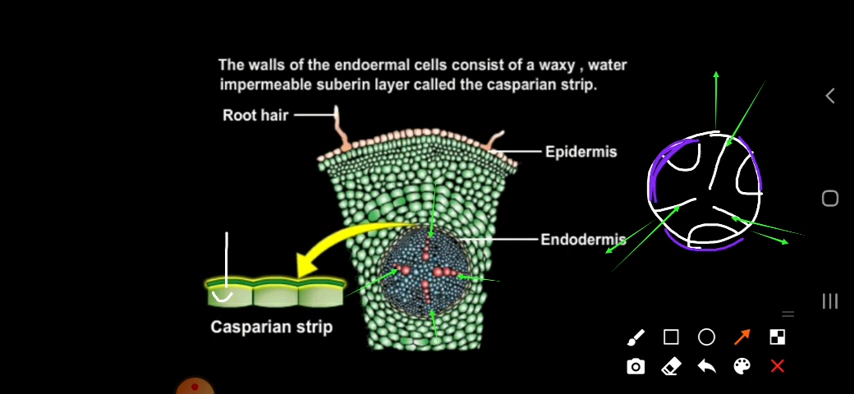 The walls of the endoermal cells consist of a waxy , water
impermeable suberin layer called the casparian strip.
Root hair
Epidermis
Endodermis
Casparian strip